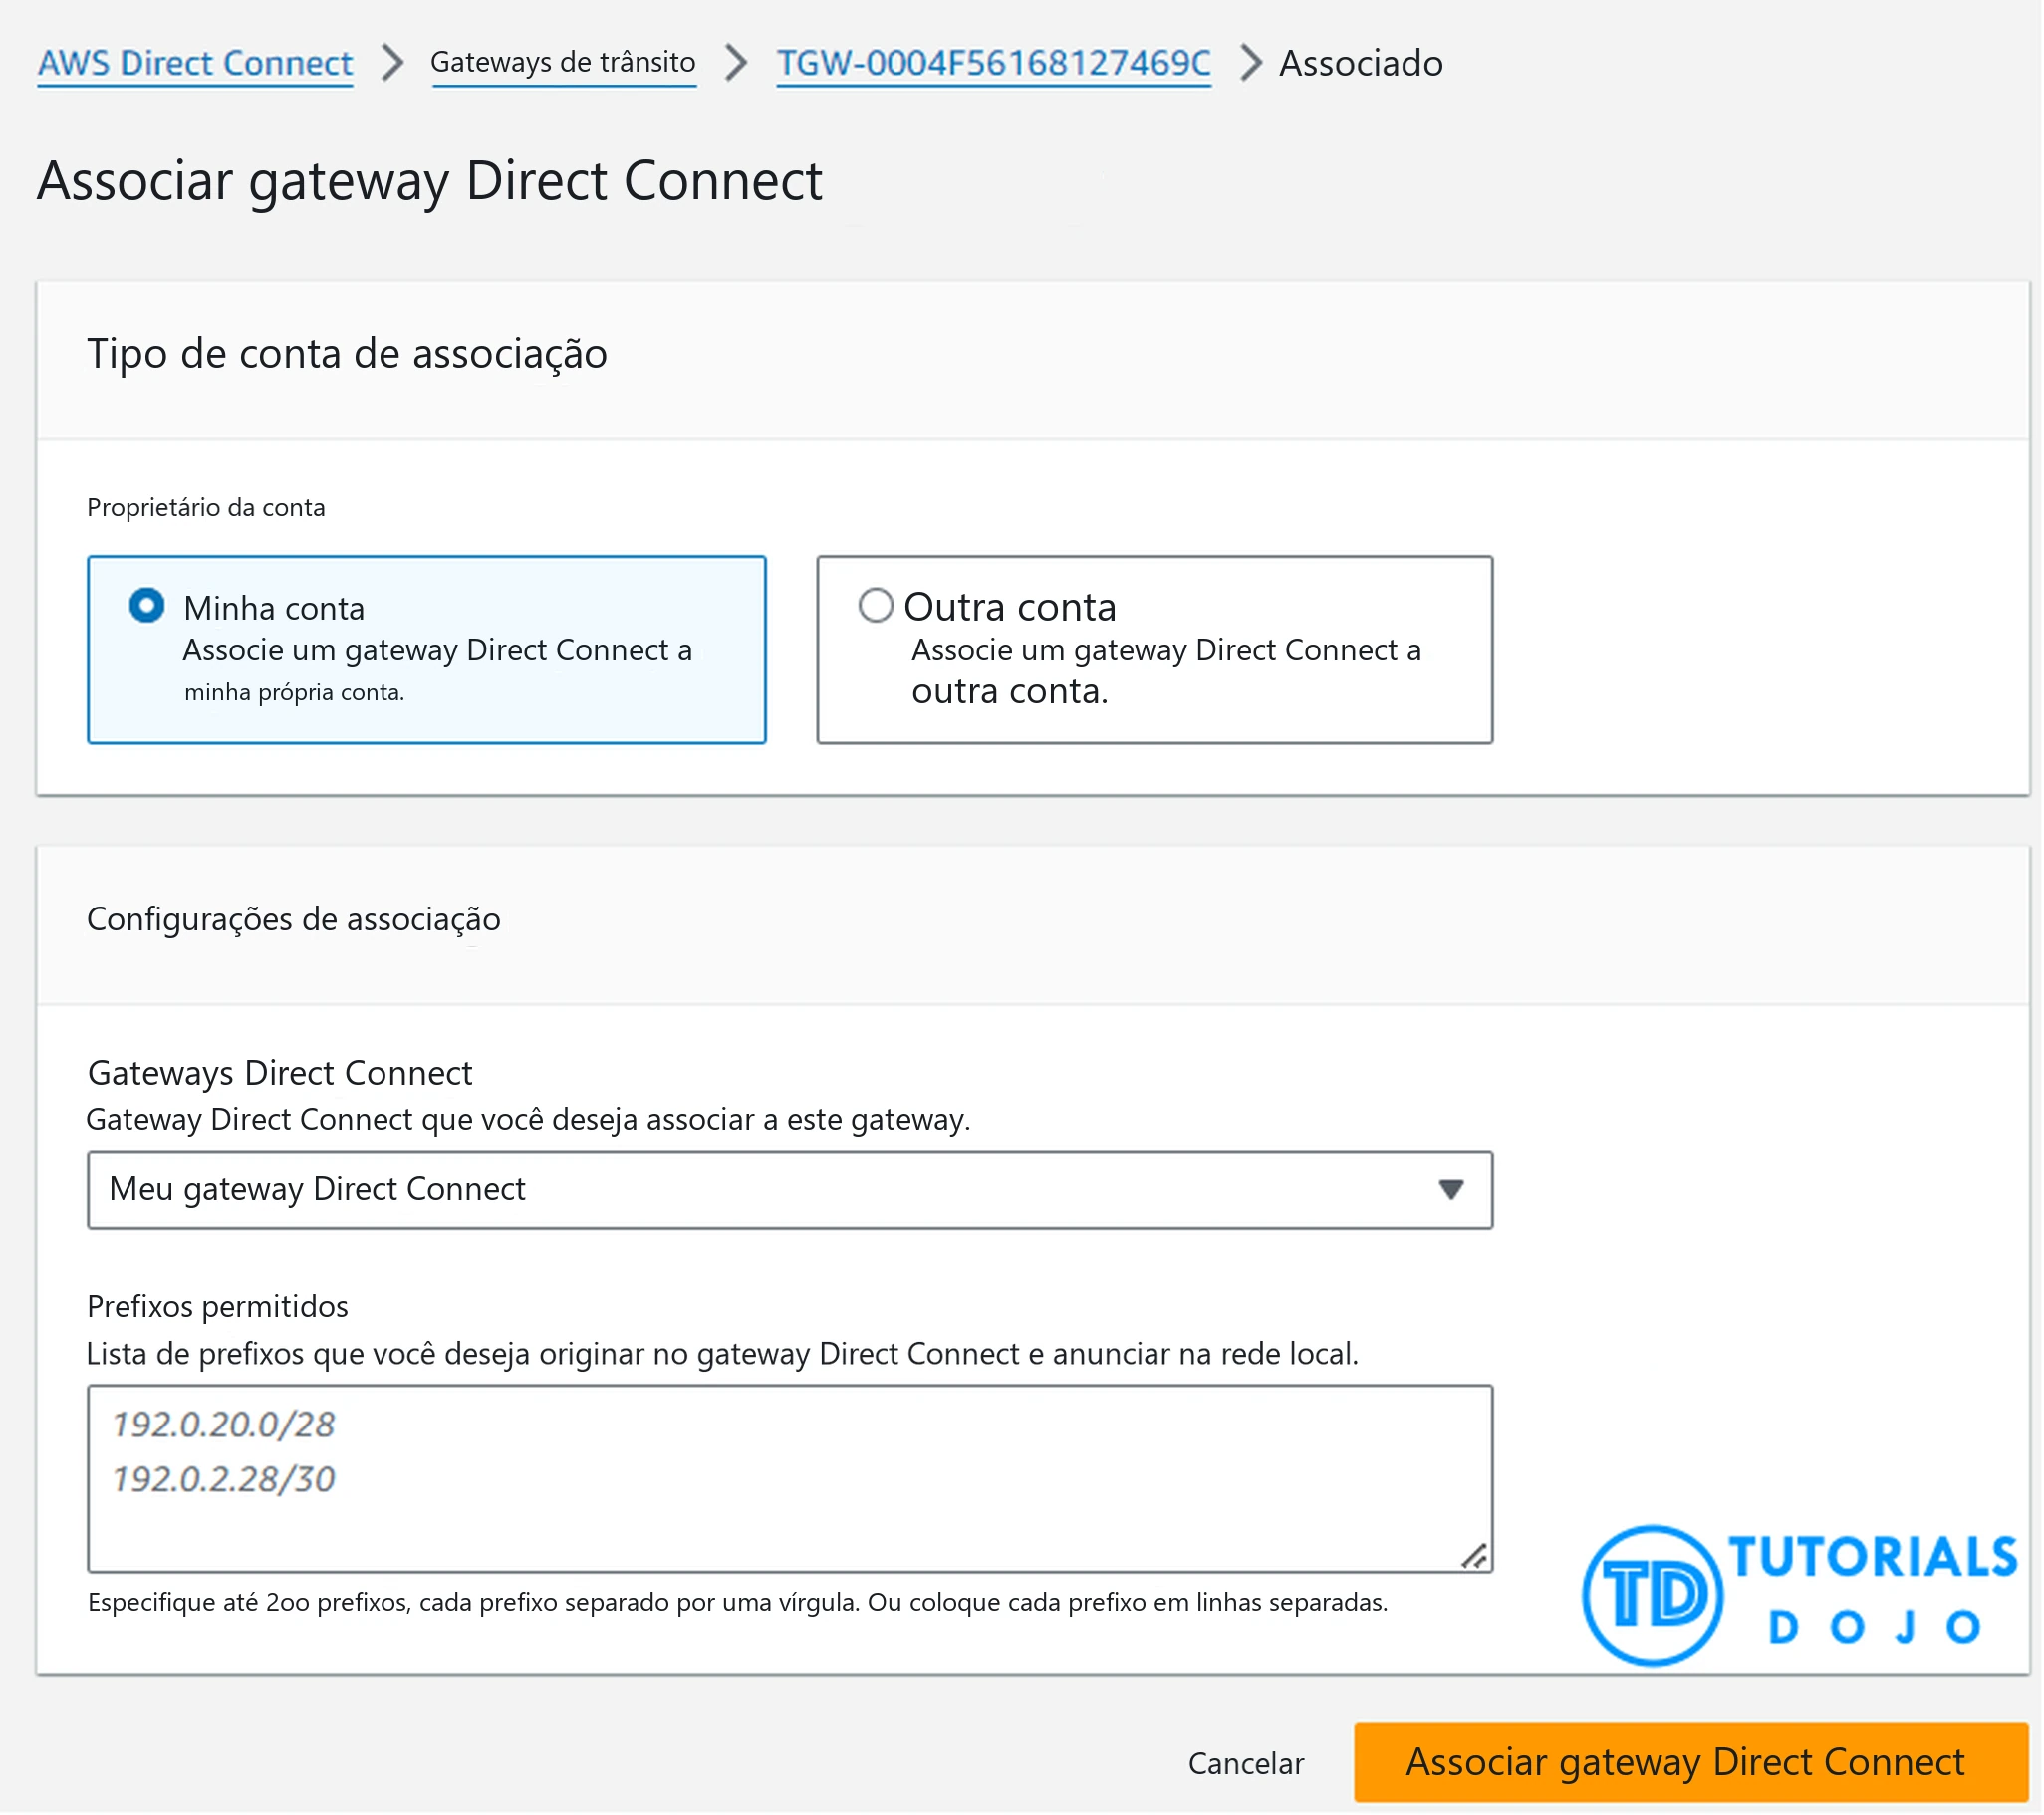 AWS Direct Connect > Gateways de trânsito > TGW-0004F56168127469C > Associado
Associar gateway Direct Connect
Tipo de conta de associação
Proprietário da conta
Minha conta
Associe um gateway Direct Connect a
minha própria conta.
Outra conta
Associe um gateway Direct Connect a
outra conta.
Configurações de associação
Gateways Direct Connect
Gateway Direct Connect que você deseja associar a este gateway.
Meu gateway Direct Connect
Prefixos permitidos
Lista de prefixos que você deseja originar no gateway Direct Connect e anunciar na rede local.
192.0.20.0/28
192.0.2.28/30
Especifique até 2oo prefixos, cada prefixo separado por uma vírgula. Ou coloque cada prefixo em linhas separadas.
TD TUTORIALS
DOJO
Cancelar
Associar gateway Direct Connect